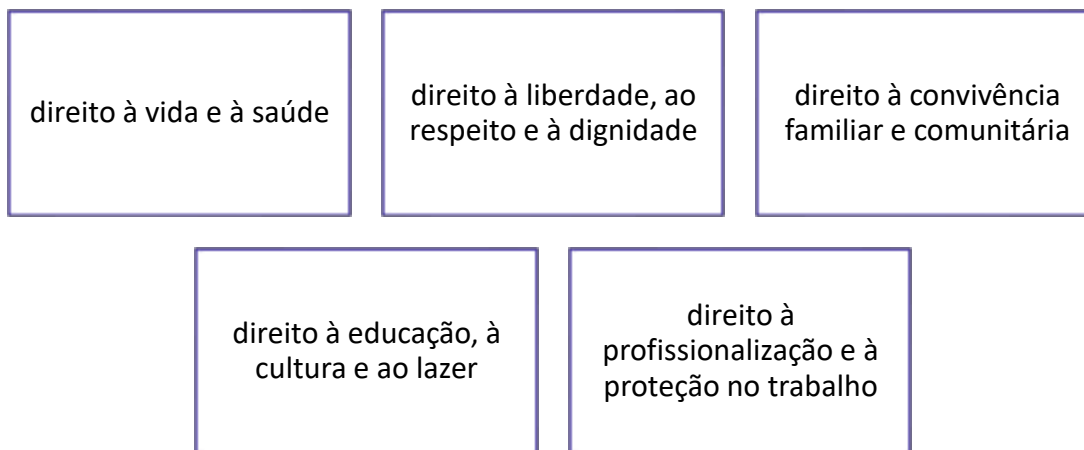 direito à vida e à saúde
direito à liberdade, ao
respeito e à dignidade
direito à convivência
familiar e comunitária
direito à educação, à
cultura e ao lazer
direito à
profissionalização e à
proteção no trabalho